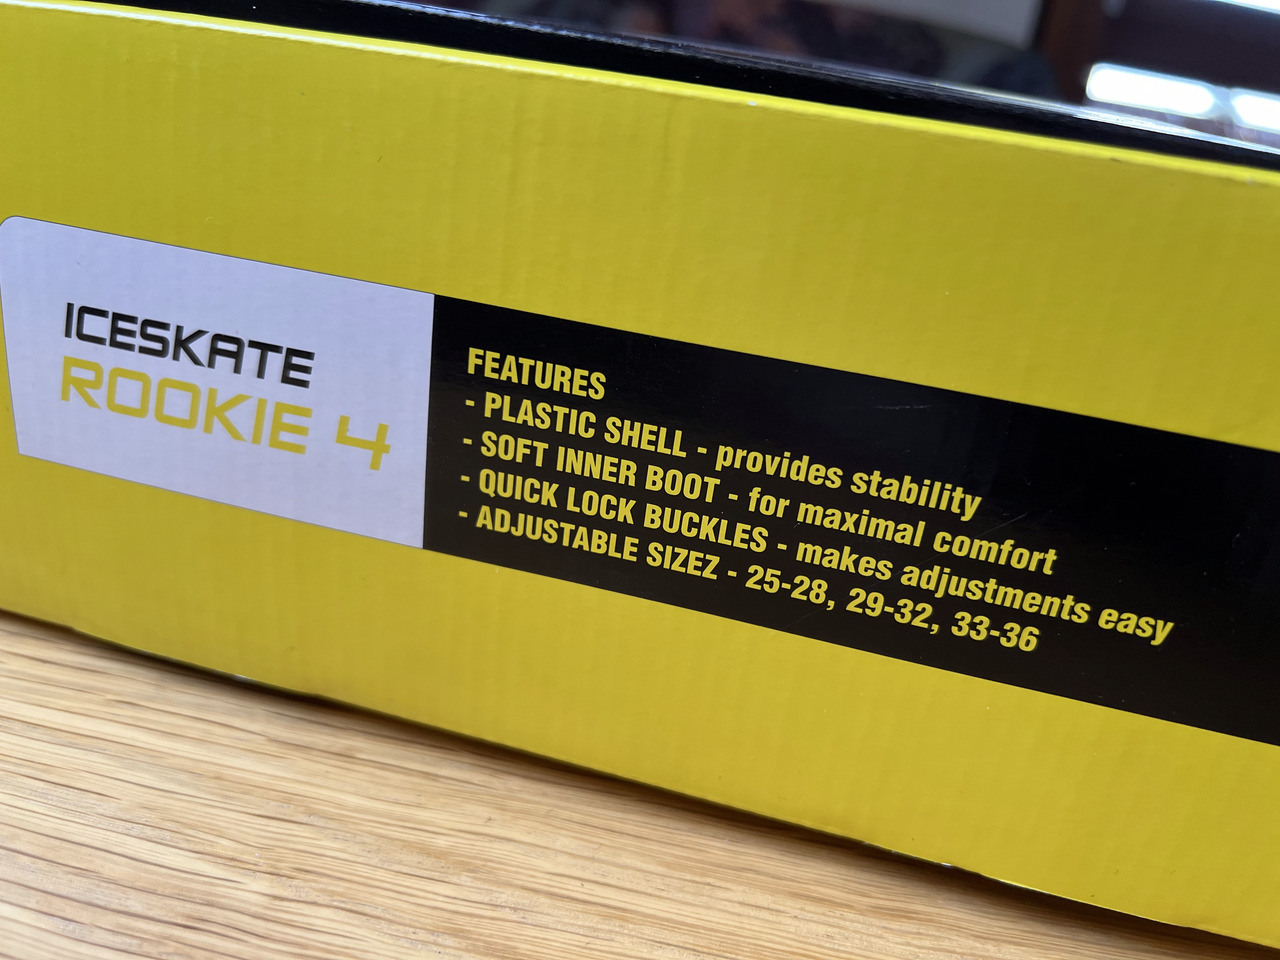 ICESKATE
ROOKIE 4
FEATURES
- PLASTIC SHELL - provides stability
- SOFT INNER BOOT - for maximal comfort
- QUICK LOCK BUCKLES - makes adjustments easy
- ADJUSTABLE SIZEZ - 25-28, 29-32, 33-36